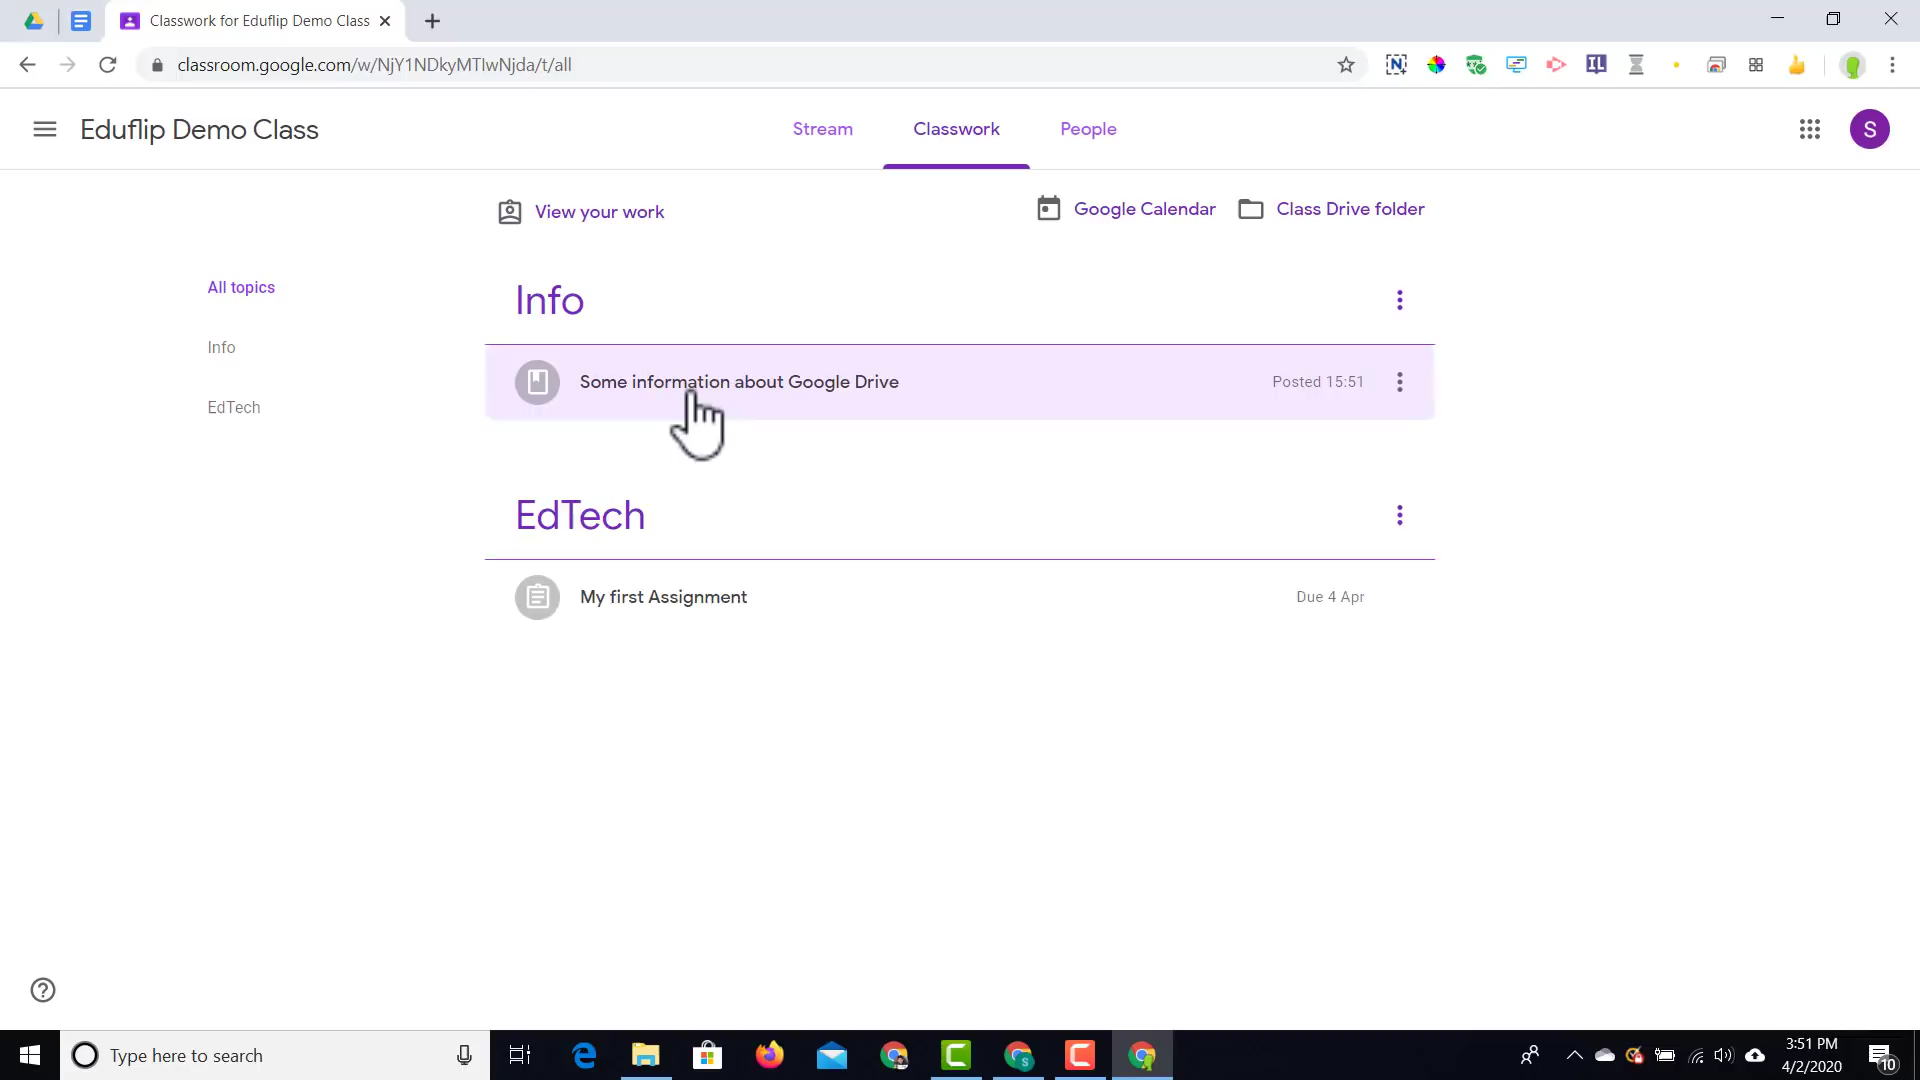 Classwork for Eduflip Demo Class
classroom.google.com/w/NjY1NDkyMTIwNjda/t/all
N
IL
Eduflip Demo Class
Stream
Classwork
People
S
View your work
Google Calendar
Class Drive folder
All topics
Info
EdTech
Info
Some information about Google Drive
Posted 15:51
EdTech
My first Assignment
Due 4 Apr
Type here to search
S
3:51 PM
4/2/2020
10